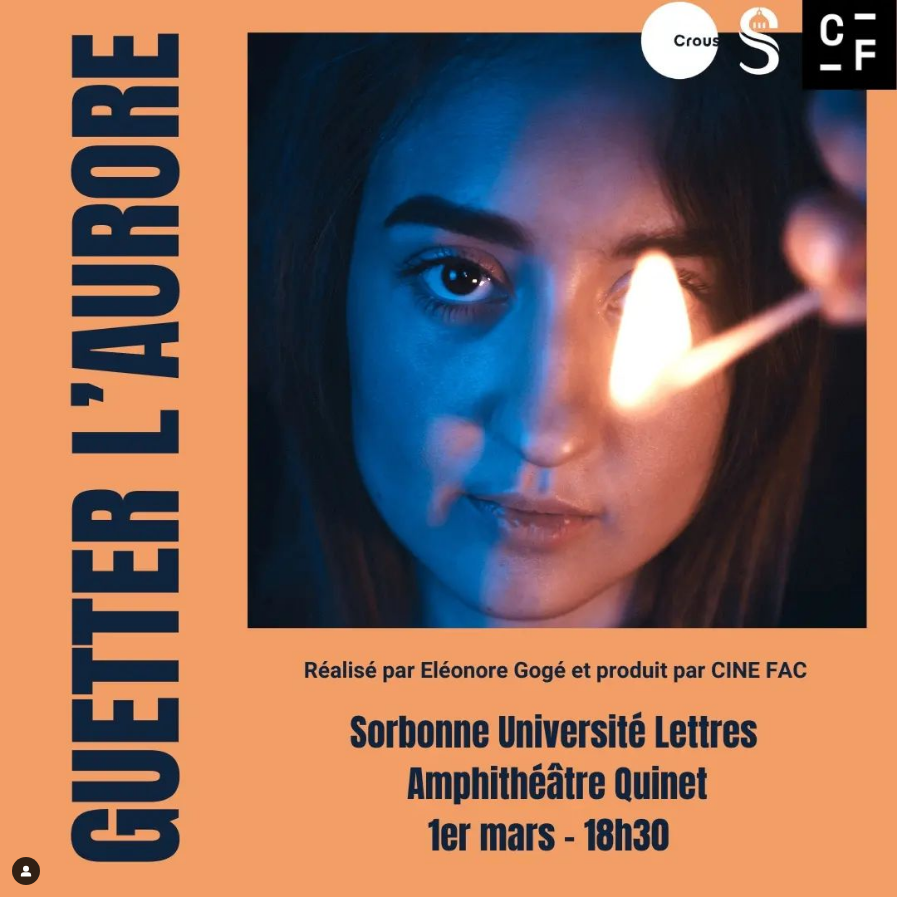 Crous
S
C
F
GUETTER L'AURORE
Réalisé par Eléonore Gogé et produit par CINE FAC
Sorbonne Université Lettres
Amphithéâtre Quinet
1er mars - 18h30